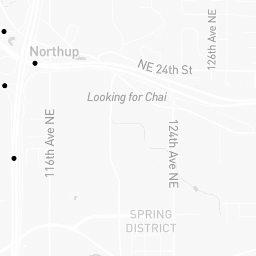 126th Ave NE
Northup
NE 24th St
Looking for Chai
116th Ave NE
124th Ave NE
SPRING
DISTRICT